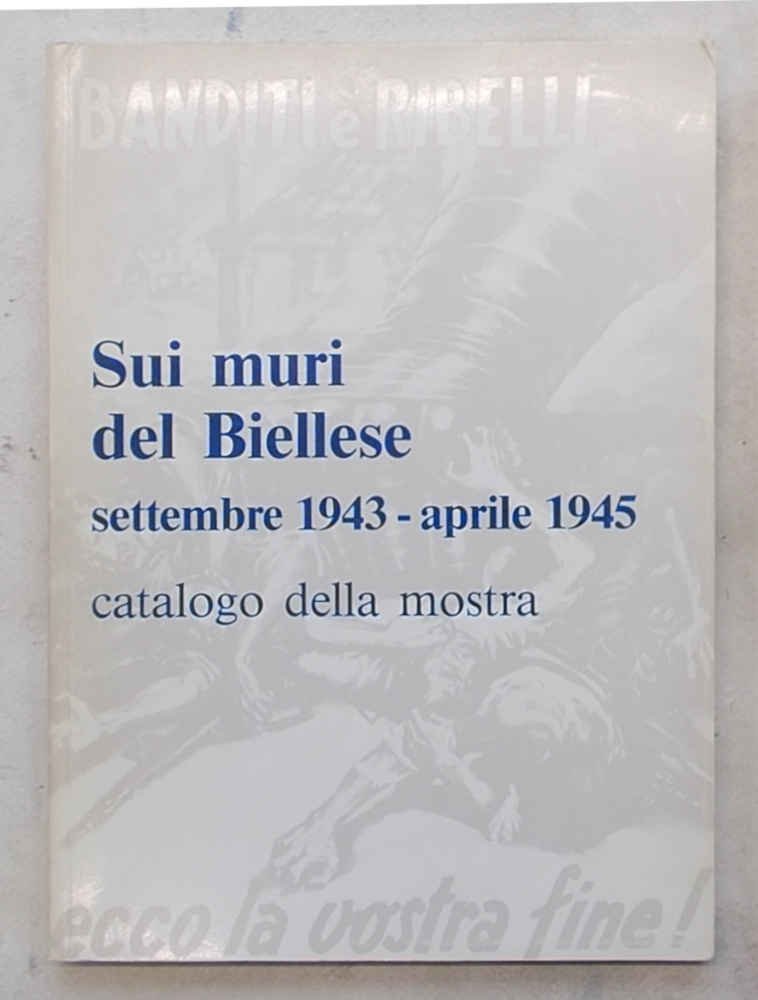 BANDITI e RIBELLI...
Sui muri
del Biellese
settembre 1943 - aprile 1945
catalogo della mostra
ecco la vostra fine!